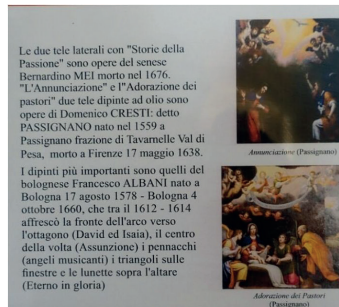 Le due tele laterali con "Storie della
Passione" sono opere del senese
Bernardino MEI morto nel 1676.
"L'Annunciazione" e l"Adorazione dei
pastori" due tele dipinte ad olio sono
opere di Domenico CRESTI: detto
PASSIGNANO nato nel 1559 a
Passignano frazione di Tavarnelle Val di
Pesa, morto a Firenze 17 maggio 1638.
I dipinti più importanti sono quelli del
bolognese Francesco ALBANI nato a
Bologna 17 agosto 1578 - Bologna 4
ottobre 1660, che tra il 1612 - 1614
affrescò la fronte dell'arco verso
l'ottagono (David ed Isaia), il centro
della volta (Assunzione) i pennacchi
(angeli musicanti) i triangoli sulle
finestre e le lunette sopra l'altare
(Eterno in gloria)
Annunciazione (Passignano)
Adorazione dei Pastori
(Passignano)